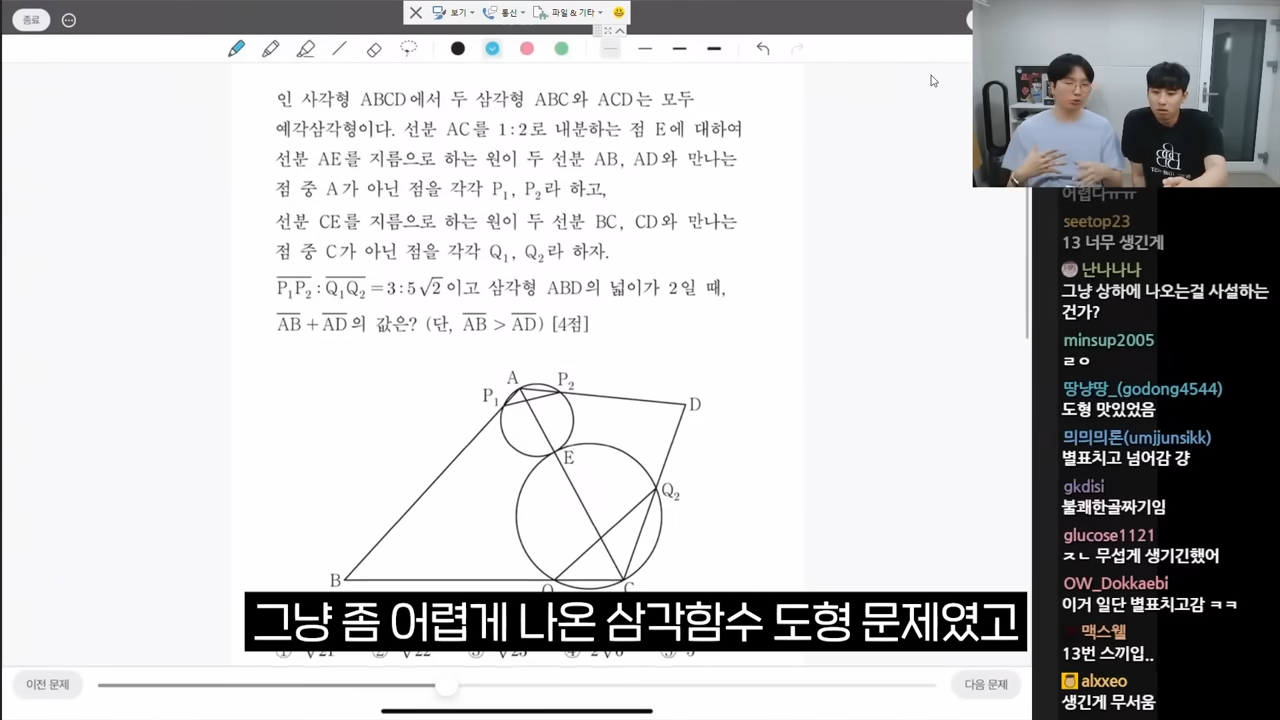 종료
보기
통신
파일 & 기타
인 사각형 ABCD에서 두 삼각형 ABC와 ACD는 모두
예각삼각형이다. 선분 AC를 1:2로 내분하는 점 E에 대하여
선분 AE를 지름으로 하는 원이 두 선분 AB, AD와 만나는
점 중 A가 아닌 점을 각각 P₁, P₂라 하고,
선분 CE를 지름으로 하는 원이 두 선분 BC, CD와 만나는
점 중 C가 아닌 점을 각각 Q₁, Q₂라 하자.
P₁P₂ : Q₁Q₂ = 3 : 5√2이고 삼각형 ABD의 넓이가 2일 때,
AB + AD의 값은? (단, AB > AD) [4점]
A
P₂
P₁
D
E
Q₂
B
그냥 좀 어렵게 나온 삼각함수 도형 문제였고
이전 문제
다음 문제
어렵다ㅠㅠ
seetop23
13 너무 생긴게
난나나나
그냥 상하에 나오는걸 사설하는
건가?
minsup2005
ㄹㅇ
땅냥땅_(godong4544)
도형 맛있었음
믜믜믜론(umjjunsikk)
별표치고 넘어감 걍
gkdisi
불쾌한골짜기임
glucose1121
ㅈㄴ 무섭게 생기긴했어
OW_Dokkaebi
이거 일단 별표치고감 ㅋㅋ
맥스웰
13번 스끼입..
alxxeo
생긴게 무서움